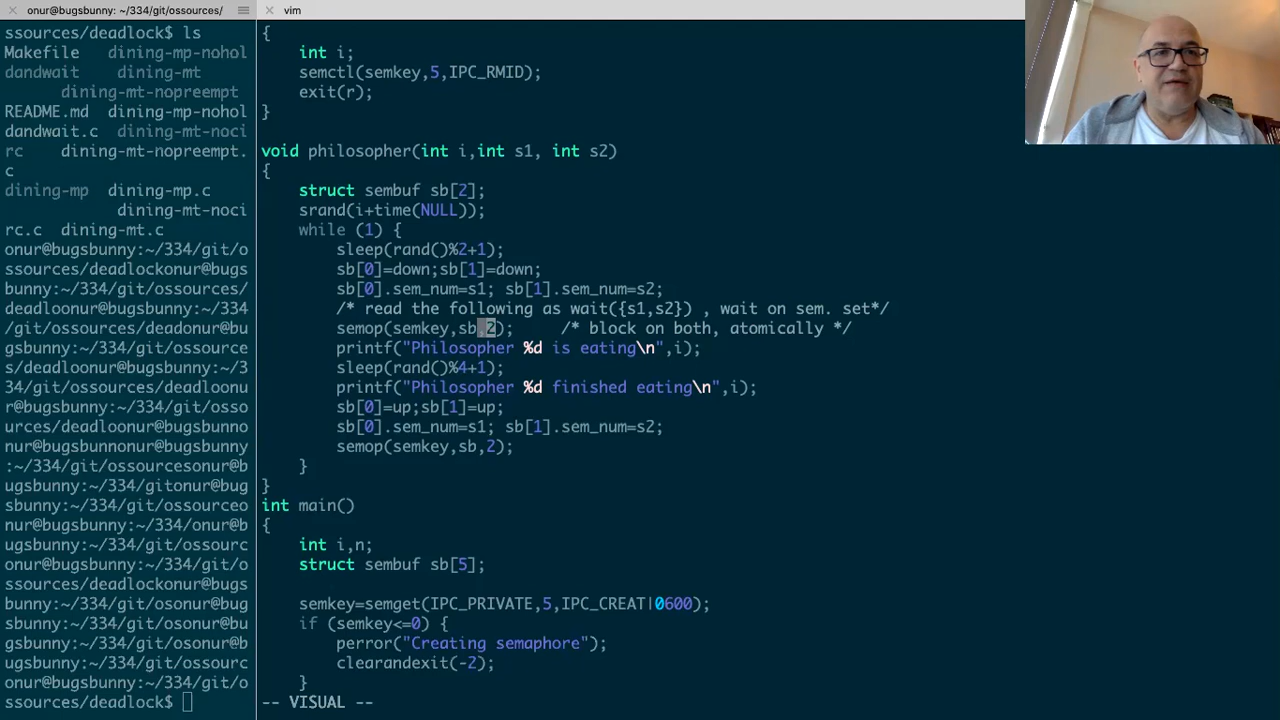 onur@bugsbunny: ~/334/git/ossources/
vim
ssources/deadlock$ ls
Makefile dining-mp-nohol
dandwait dining-mt
dining-mt-nopreempt
README.md dining-mp-nohol
dandwait.c dining-mt-noci
rc dining-mt-nopreempt.
c
dining-mp dining-mp.c
dining-mt-noci
rc.c dining-mt.c
onur@bugsbunny:~/334/git/o
ssources/deadlockonur@bugs
bunny:~/334/git/ossources/
deadloonur@bugsbunny:~/334
/git/ossources/deadonur@bu
gsbunny:~/334/git/ossource
s/deadlockonur@bugsbunny:~/3
34/git/ossources/deadloonu
r@bugsbunny:~/334/git/osso
urces/deadloonur@bugsbunno
nur@bugsbunnonur@bugsbunny
:~/334/git/ossourcesonur@b
ugsbunny:~/334/gitonur@bug
sbunny:~/334/git/ossourceo
nur@bugsbunny:~/334/onur@b
ugsbunny:~/334/git/ossourc
onur@bugsbunny:~/334/git/o
ssources/deadlockonur@bugs
bunny:~/334/git/osonur@bug
sbunny:~/334/git/osonur@bu
gsbunny:~/334/git/osonur@b
ugsbunny:~/334/git/ossourc
onur@bugsbunny:~/334/git/o
ssources/deadlock$
{
int i;
semctl(semkey,5,IPC_RMID);
exit(r);
}
void philosopher(int i,int s1, int s2)
{
struct sembuf sb[2];
srand(i+time(NULL));
while (1) {
sleep(rand()%2+1);
sb[0]=down;sb[1]=down;
sb[0].sem_num=s1; sb[1].sem_num=s2;
/* read the following as wait({s1,s2}) , wait on sem. set*/
semop(semkey,sb,2); /* block on both, atomically */
printf("Philosopher %d is eating\n",i);
sleep(rand()%4+1);
printf("Philosopher %d finished eating\n",i);
sb[0]=up;sb[1]=up;
sb[0].sem_num=s1; sb[1].sem_num=s2;
semop(semkey,sb,2);
}
}
int main()
{
int i,n;
struct sembuf sb[5];
semkey=semget(IPC_PRIVATE,5,IPC_CREAT|0600);
if (semkey<=0) {
perror("Creating semaphore");
clearandexit(-2);
}
-- VISUAL --